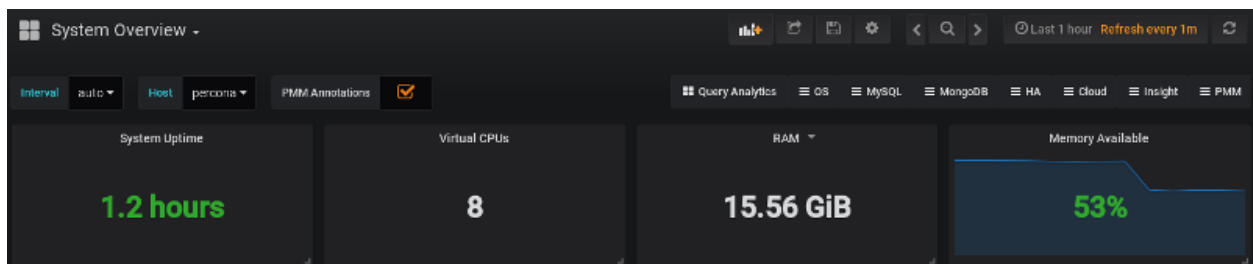 System Overview
Last 1 hour Refresh every 1m
Interval auto Host percona PMM Annotations
Query Analytics OS MySQL MongoDB HA Cloud Insight PMM
System Uptime Virtual CPUs RAM Memory Available
1.2 hours 8 15.56 GiB 53%